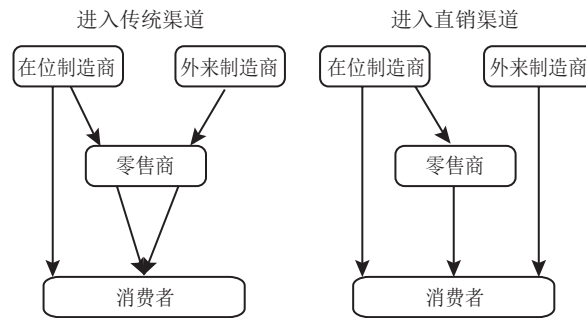 进入传统渠道
在位制造商
外来制造商
零售商
消费者
进入直销渠道
在位制造商
外来制造商
零售商
消费者